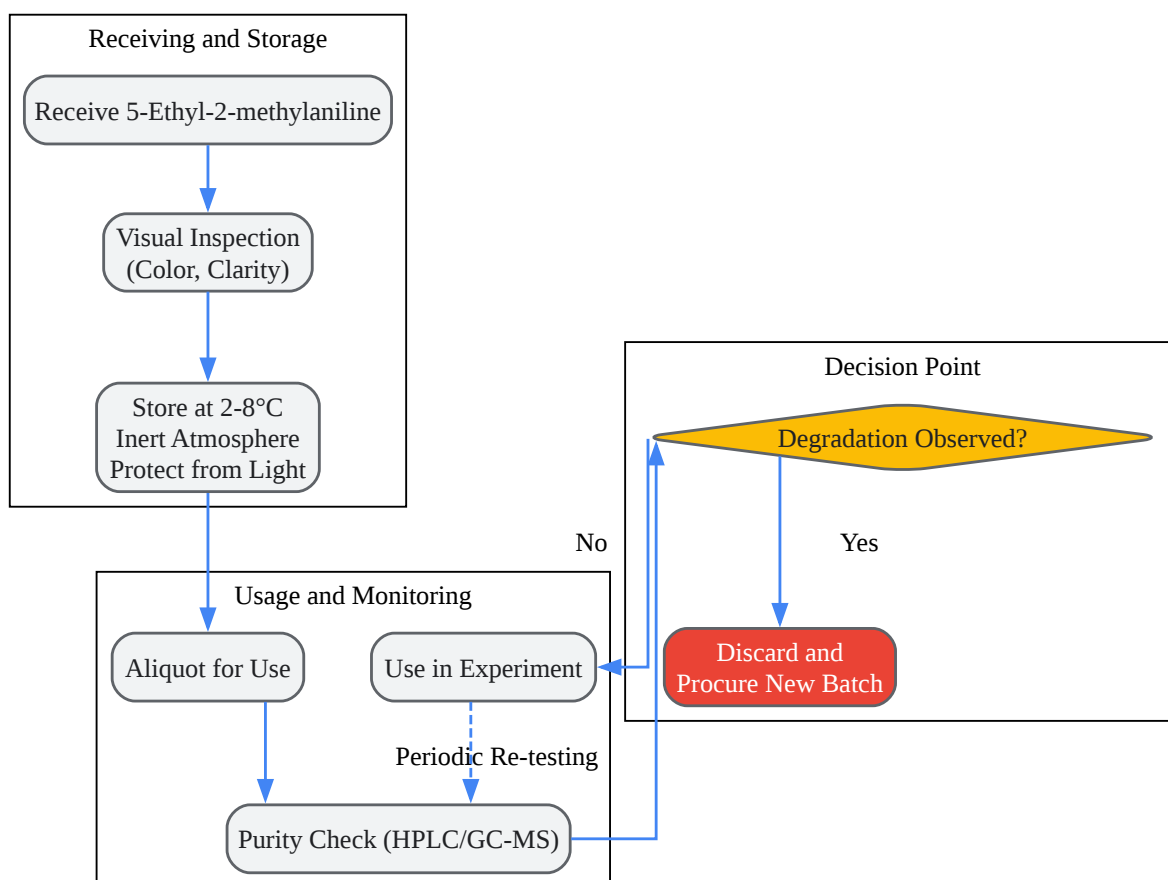 Receiving and Storage
Receive 5-Ethyl-2-methylaniline
Visual Inspection
(Color, Clarity)
Store at 2-8°C
Inert Atmosphere
Protect from Light
Decision Point
Degradation Observed?
No
Yes
Usage and Monitoring
Aliquot for Use
Use in Experiment
Discard and
Procure New Batch
Periodic Re-testing
Purity Check (HPLC/GC-MS)